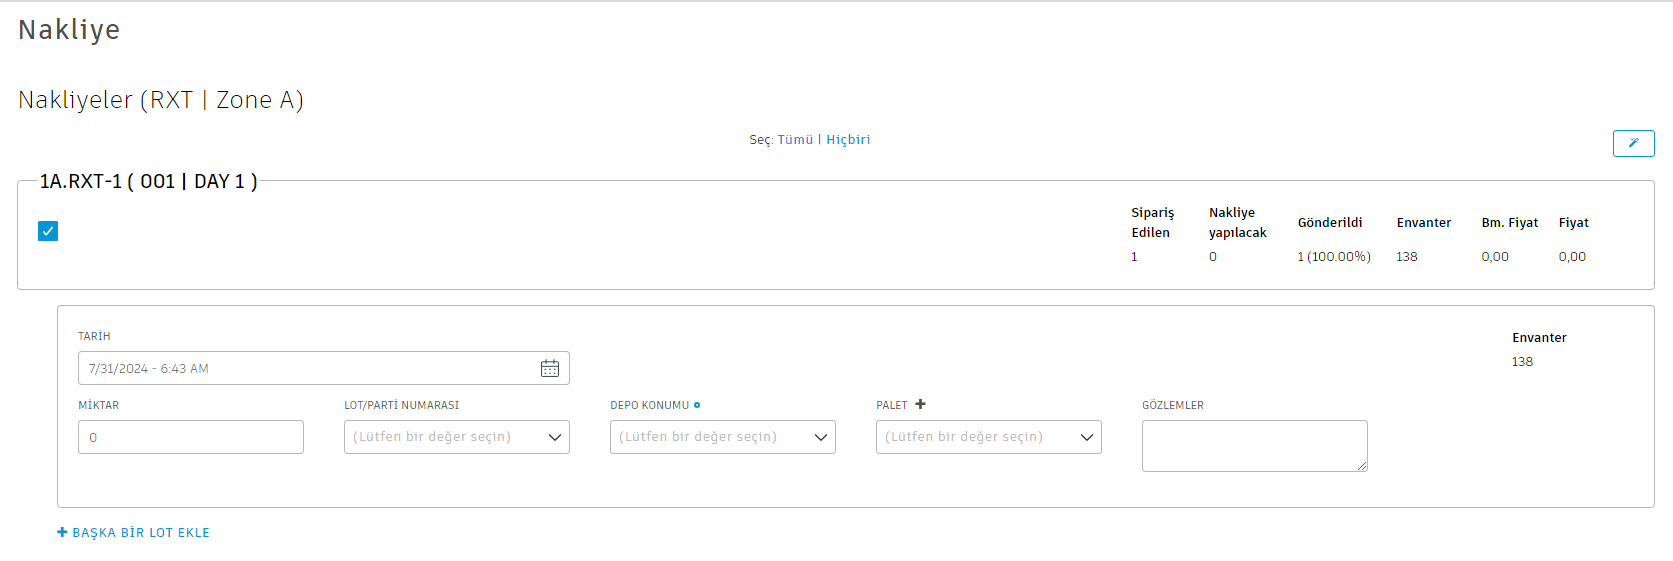 Nakliye
Nakliyeler (RXT | Zone A)
Seç: Tümü | Hiçbiri
1A.RXT-1 ( 001 | DAY 1 )
Sipariş Edilen
Nakliye yapılacak
Gönderildi
Envanter
Bm. Fiyat
Fiyat
1
0
1 (100.00%)
138
0,00
0,00
TARİH
Envanter
7/31/2024 - 6:43 AM
138
MİKTAR
LOT/PARTİ NUMARASI
DEPO KONUMU
PALET
GÖZLEMLER
0
(Lütfen bir değer seçin)
(Lütfen bir değer seçin)
(Lütfen bir değer seçin)
+ BAŞKA BİR LOT EKLE